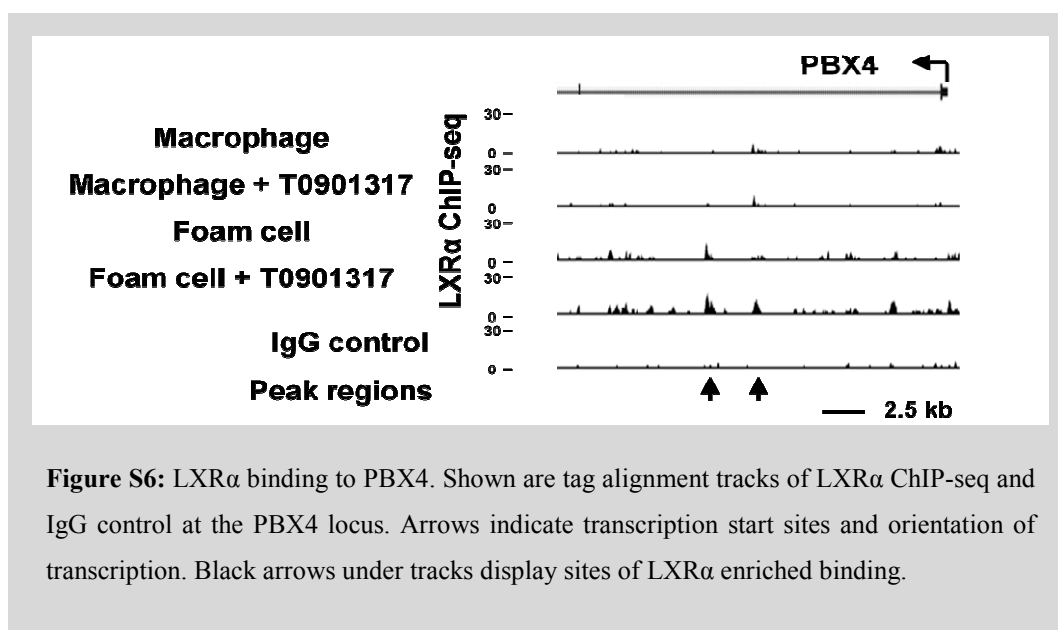 PBX4
LXRα ChIP-seq
30
Macrophage
0
30
Macrophage + T0901317
0
30
Foam cell
0
Foam cell + T0901317
30
0
30
IgG control
0
Peak regions
2.5 kb
Figure S6: LXRα binding to PBX4. Shown are tag alignment tracks of LXRα ChIP-seq and
IgG control at the PBX4 locus. Arrows indicate transcription start sites and orientation of
transcription. Black arrows under tracks display sites of LXRα enriched binding.